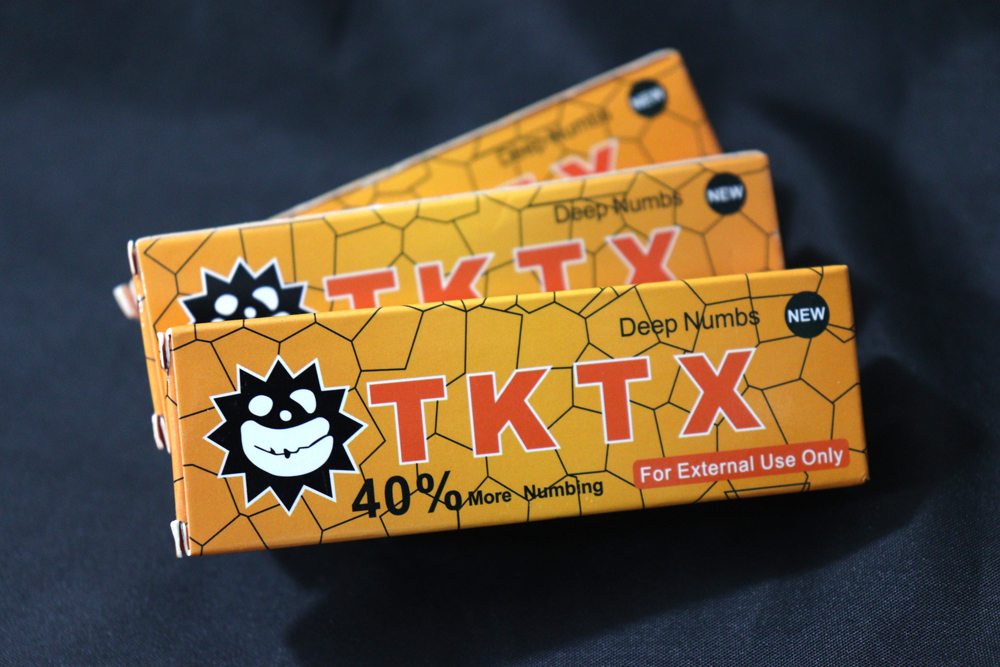 Deep Numbs
NEW
T X
Deep Numbs
NEW
TKTX
Deep Numbs
NEW
TKTX
40% More Numbing
For External Use Only